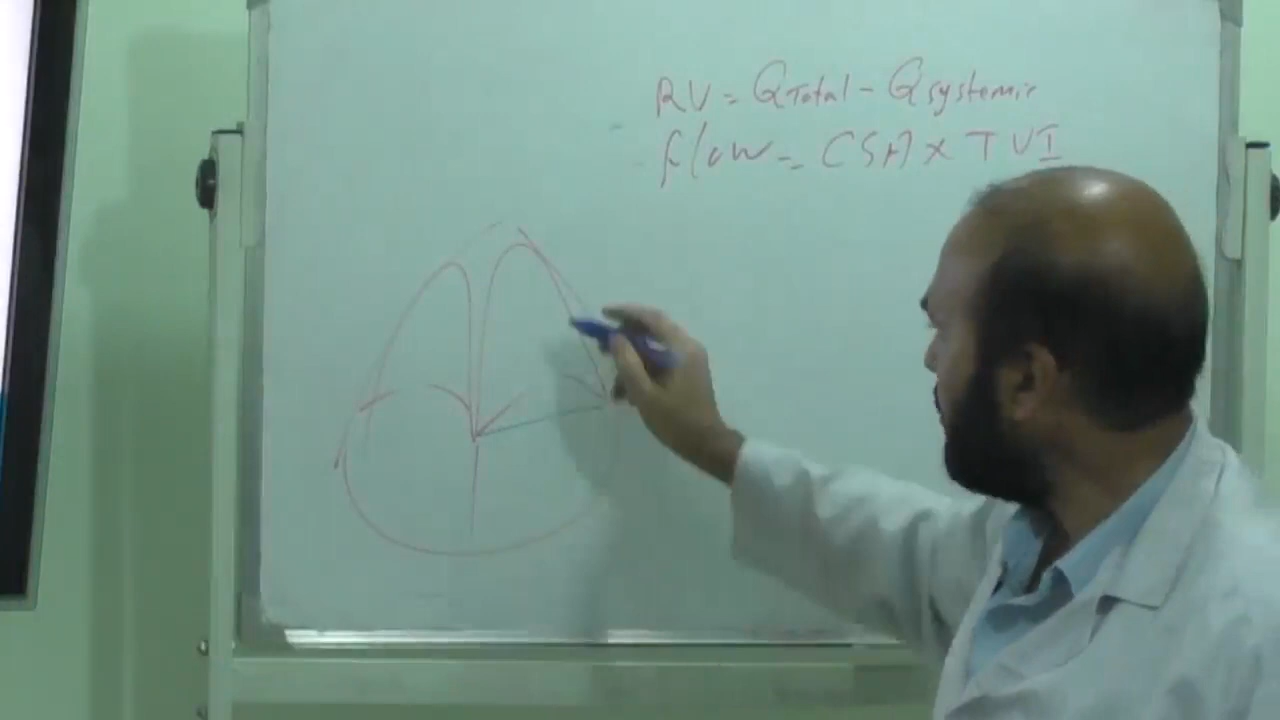 RV = QTotal - Qsystemic
flow = CSA x TVI